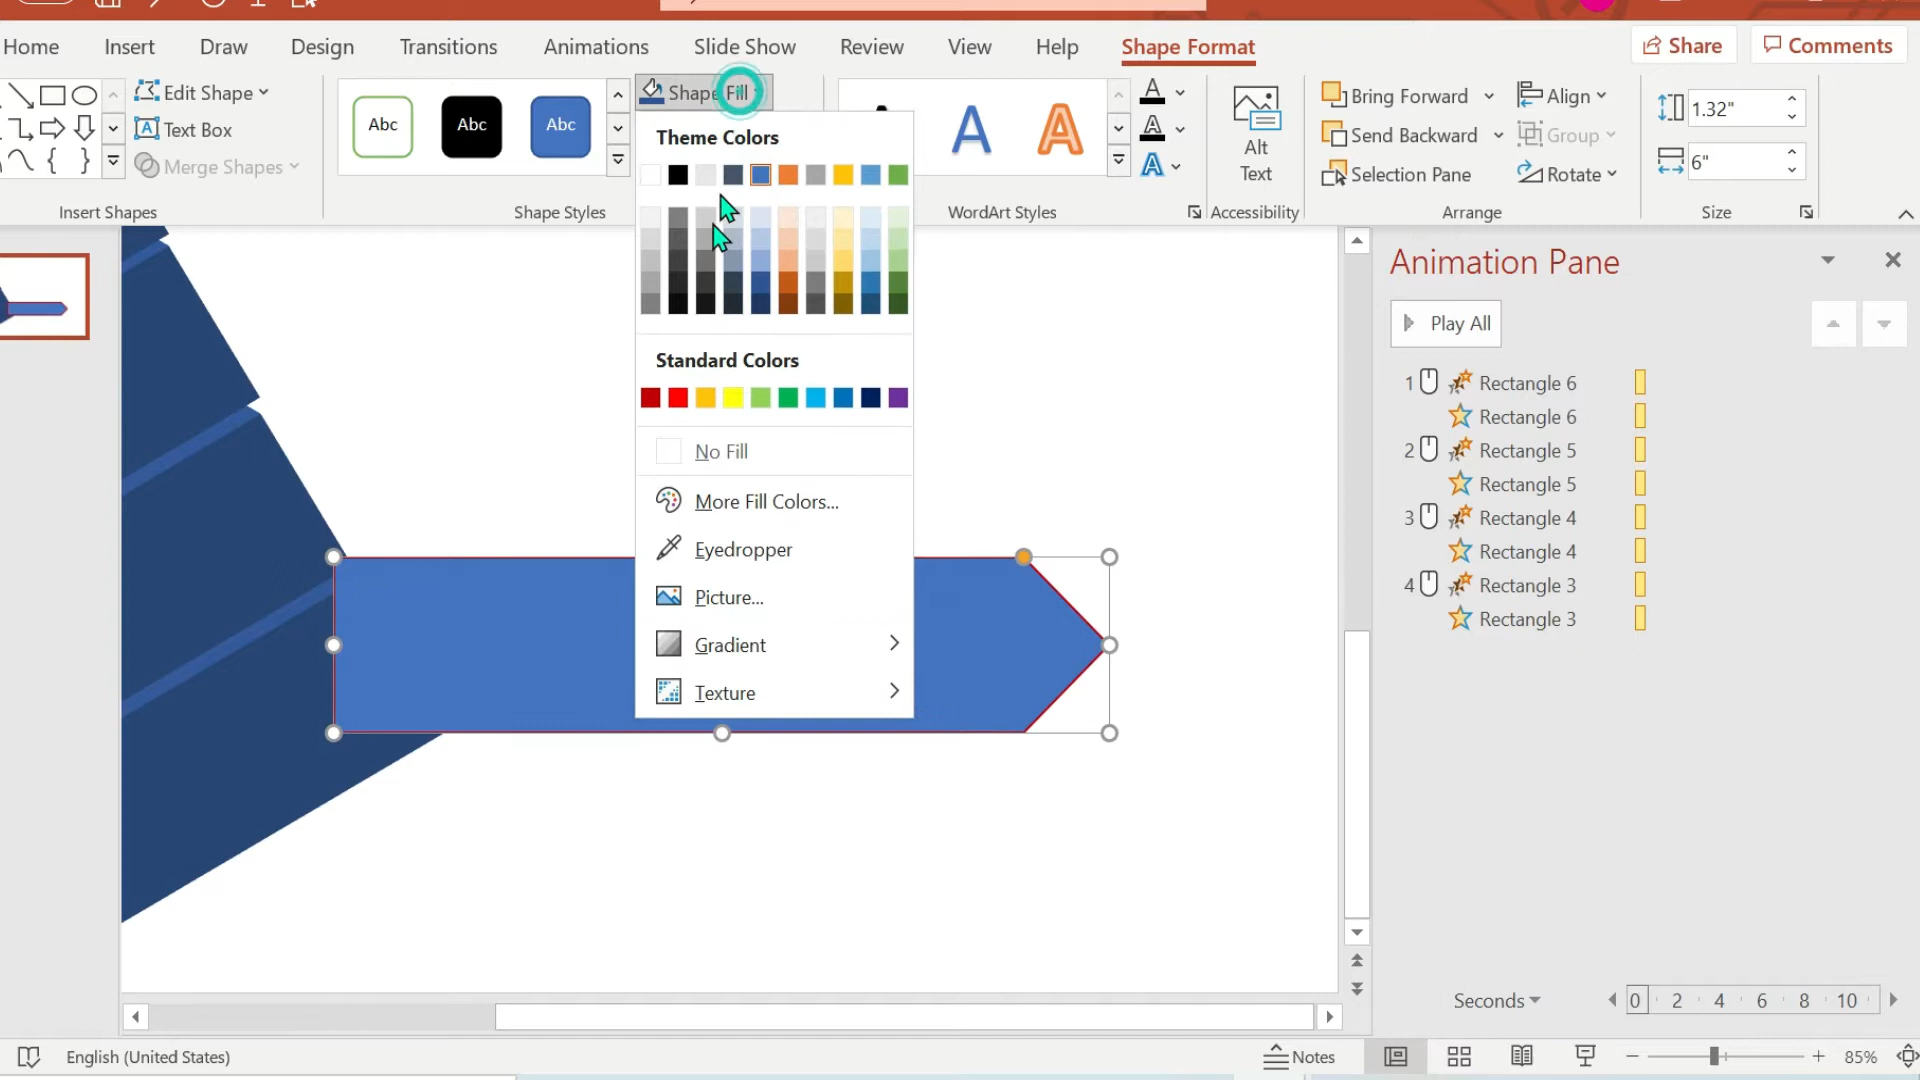 Home Insert Draw Design Transitions Animations Slide Show Review View Help Shape Format Share Comments
Edit Shape
Text Box
Merge Shapes
Insert Shapes
Abc Abc Abc
Shape Styles
Shape Fill
A A
WordArt Styles
A
A
A
Alt
Text
Accessibility
Bring Forward
Send Backward
Selection Pane
Align
Group
Rotate
Arrange
1.32"
6"
Size
Theme Colors
Standard Colors
No Fill
More Fill Colors...
Eyedropper
Picture...
Gradient
Texture
Animation Pane
Play All
1 Rectangle 6
Rectangle 6
2 Rectangle 5
Rectangle 5
3 Rectangle 4
Rectangle 4
4 Rectangle 3
Rectangle 3
Seconds 0 2 4 6 8 10
English (United States)
Notes
85%